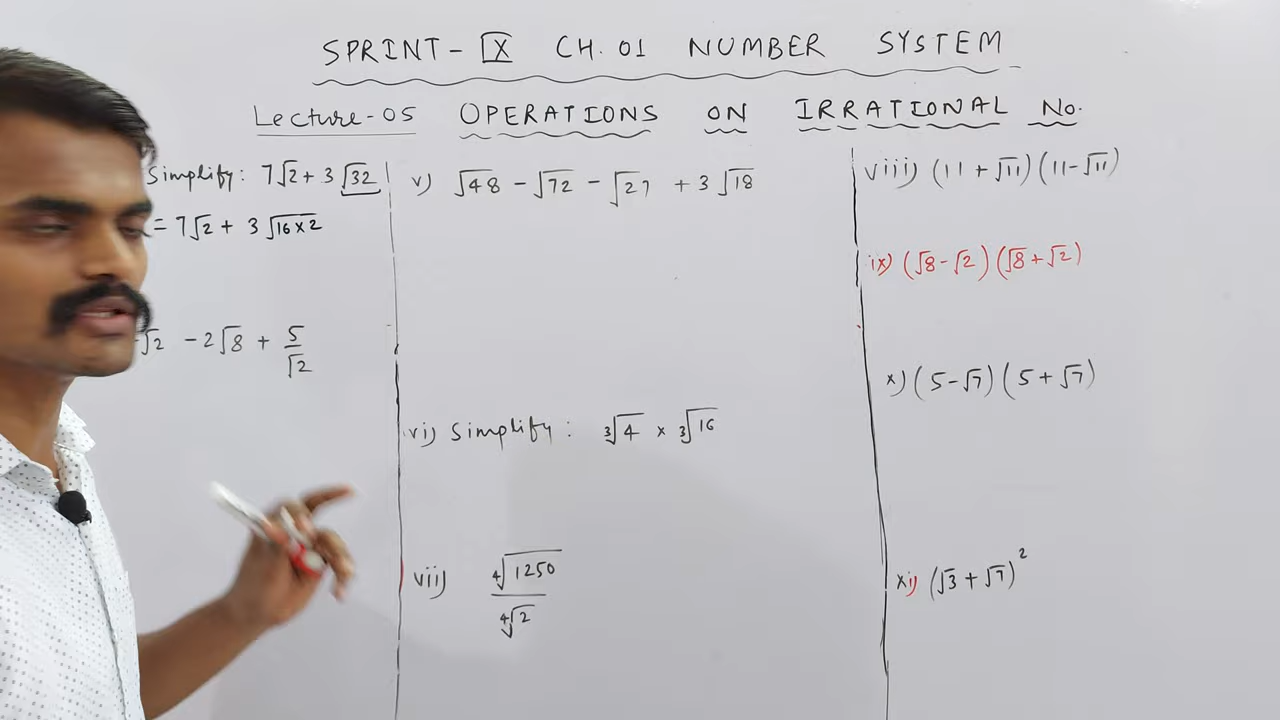 SPRINT - IX CH. 01 NUMBER SYSTEM
Lecture - 05 OPERATIONS ON IRRATIONAL No.
Simplify: 7√2 + 3√32
= 7√2 + 3√16×2
√2 - 2√8 + 5/√2
v) √48 - √72 - √27 + 3√18
vi) Simplify: ³√4 × ³√16
vii) ⁴√1250 / ⁴√2
viii) (11 + √11)(11 - √11)
ix) (√8 - √2)(√8 + √2)
x) (5 - √7)(5 + √7)
xi) (√3 + √7)²